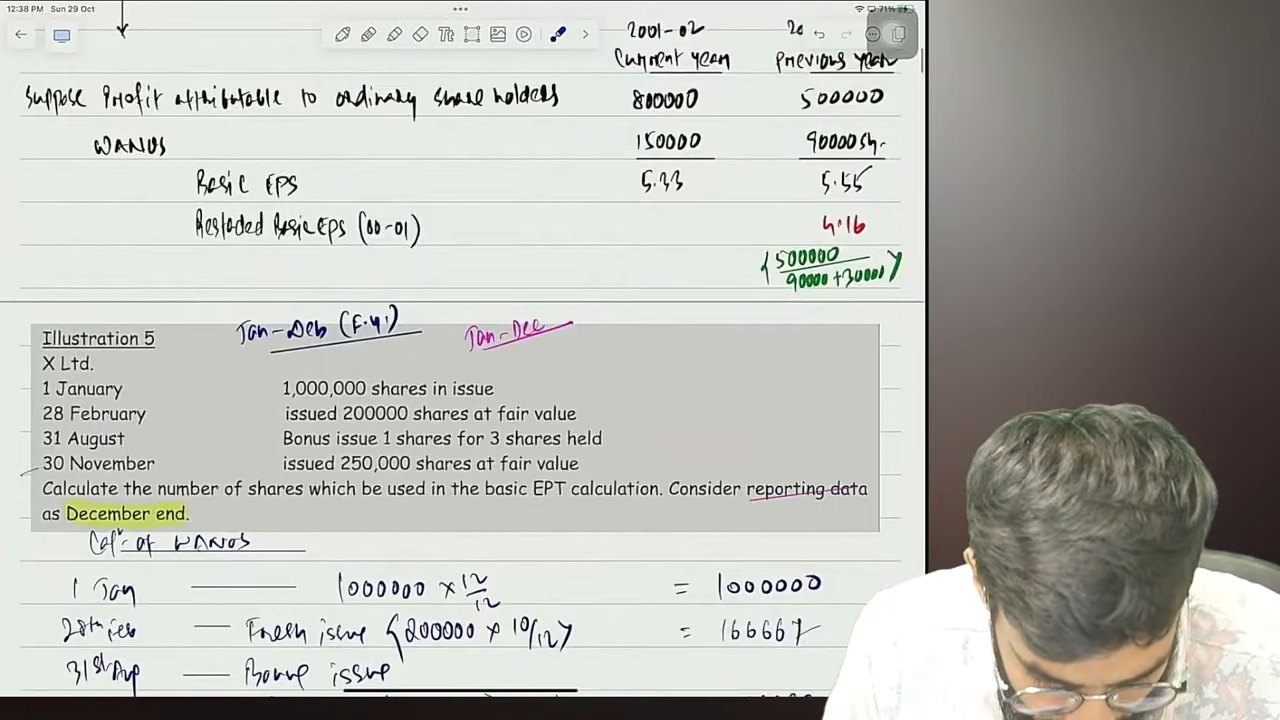 12:38 PM Sun 29 Oct
71%
2001-02
Current year
Previous year
Suppose Profit attributable to ordinary share holders 800000 500000
WANOS 150000 90000sh.
Basic EPS 5.33 5.55
Restaded Basic EPS (00-01) 4.16
{500000
90000+30000}
Jan-Deb (F.y.) Jan-Dec
Illustration 5
X Ltd.
1 January 1,000,000 shares in issue
28 February issued 200000 shares at fair value
31 August Bonus issue 1 shares for 3 shares held
30 November issued 250,000 shares at fair value
Calculate the number of shares which be used in the basic EPT calculation. Consider reporting data
as December end.
Calⁿ of WANOS
1 Jan — 1000000 × 12/12 = 1000000
28th feb — Fresh issue {200000 × 10/12} = 166667
31st Aug — Bonus issue